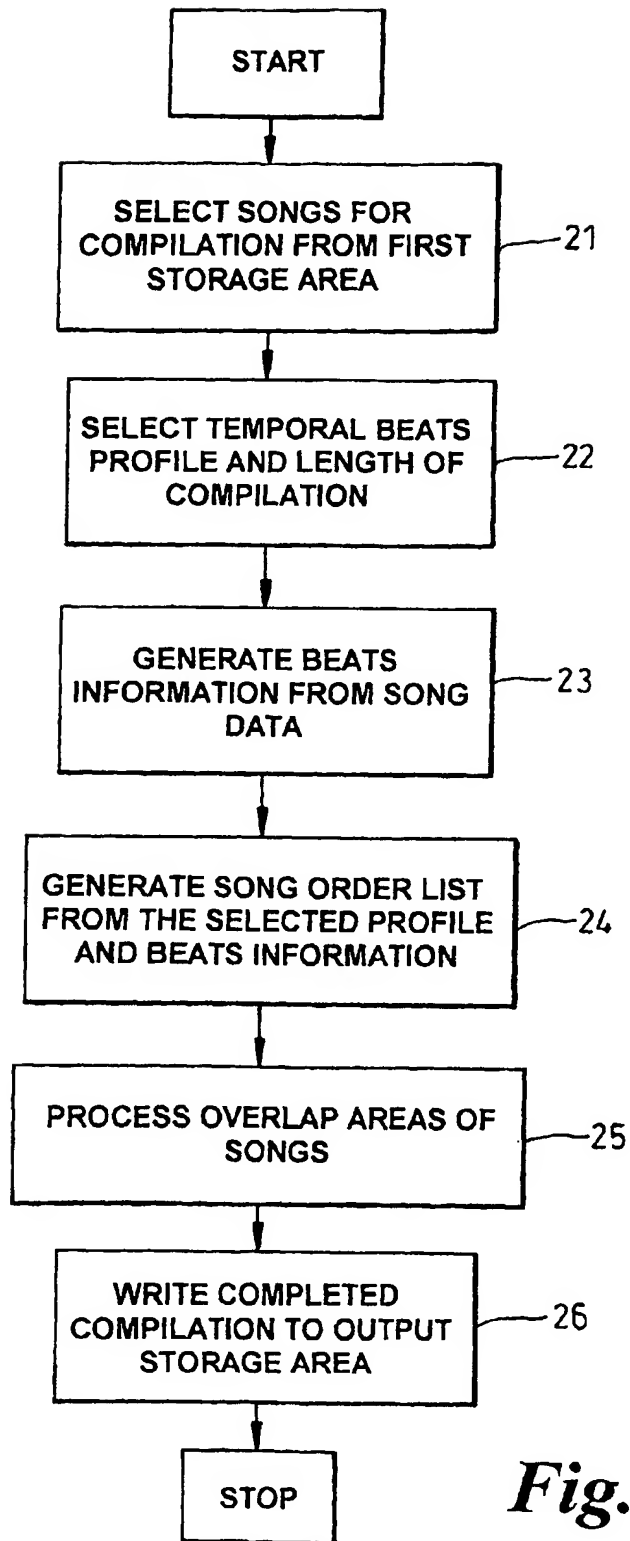 START
SELECT SONGS FOR
COMPILATION FROM FIRST
STORAGE AREA
21
SELECT TEMPORAL BEATS
PROFILE AND LENGTH OF
COMPILATION
22
GENERATE BEATS
INFORMATION FROM SONG
DATA
23
GENERATE SONG ORDER LIST
FROM THE SELECTED PROFILE
AND BEATS INFORMATION
24
PROCESS OVERLAP AREAS OF
SONGS
25
WRITE COMPLETED
COMPILATION TO OUTPUT
STORAGE AREA
26
STOP
Fig.